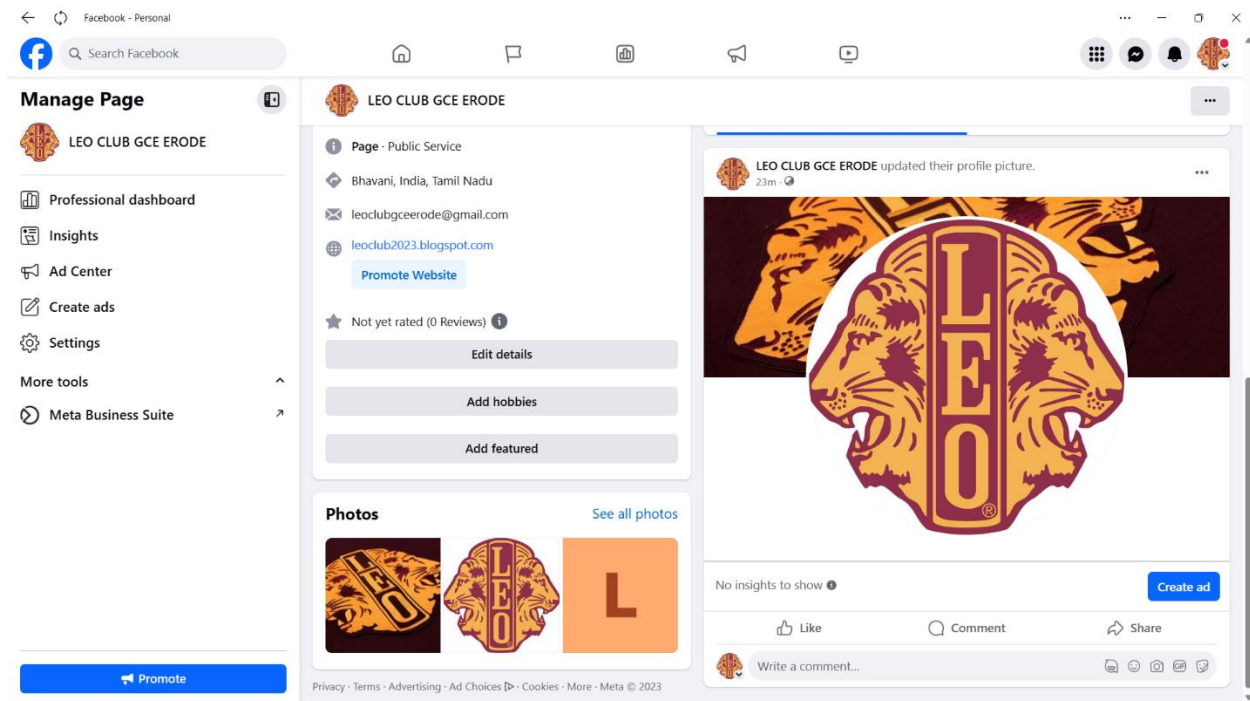 Facebook - Personal
Search Facebook
Manage Page
LEO CLUB GCE ERODE
Professional dashboard
Insights
Ad Center
Create ads
Settings
More tools
Meta Business Suite
Promote
LEO CLUB GCE ERODE
Page · Public Service
Bhavani, India, Tamil Nadu
leoclubgceerode@gmail.com
leoclub2023.blogspot.com
Promote Website
Not yet rated (0 Reviews)
Edit details
Add hobbies
Add featured
Photos
See all photos
LEO
LEO
L
Privacy · Terms · Advertising · Ad Choices · Cookies · More · Meta © 2023
LEO CLUB GCE ERODE updated their profile picture.
23m ·
LEO
®
No insights to show
Create ad
Like
Comment
Share
Write a comment...
GIF